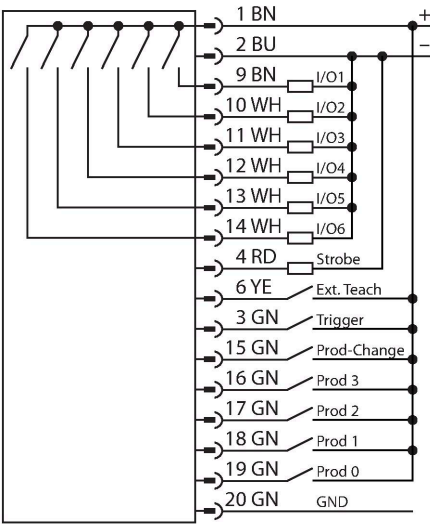 1 BN +
2 BU −
9 BN I/O1
10 WH I/O2
11 WH I/O3
12 WH I/O4
13 WH I/O5
14 WH I/O6
4 RD Strobe
6 YE Ext. Teach
3 GN Trigger
15 GN Prod-Change
16 GN Prod 3
17 GN Prod 2
18 GN Prod 1
19 GN Prod 0
20 GN GND